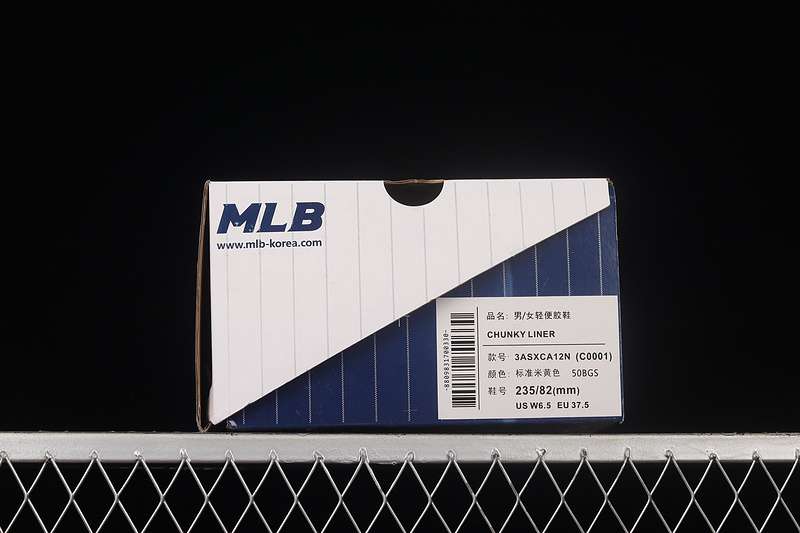 MLB
www.mlb-korea.com
品名: 男/女轻便胶鞋
CHUNKY LINER
款号 3ASXCA12N (C0001)
颜色: 标准米黄色 50BGS
鞋号 235/82(mm)
US W6.5 EU 37.5
-8809831700330-